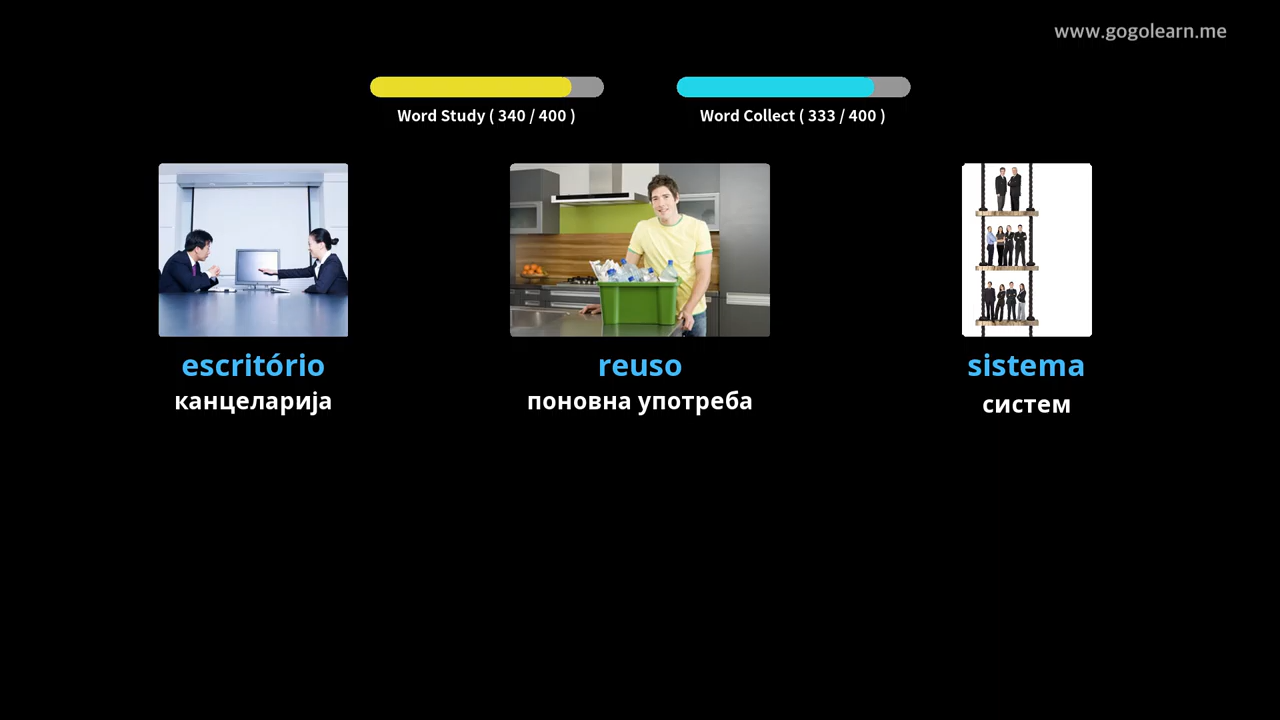 www.gogolearn.me
Word Study ( 340 / 400 )
Word Collect ( 333 / 400 )
escritório
канцеларија
reuso
поновна употреба
sistema
систем